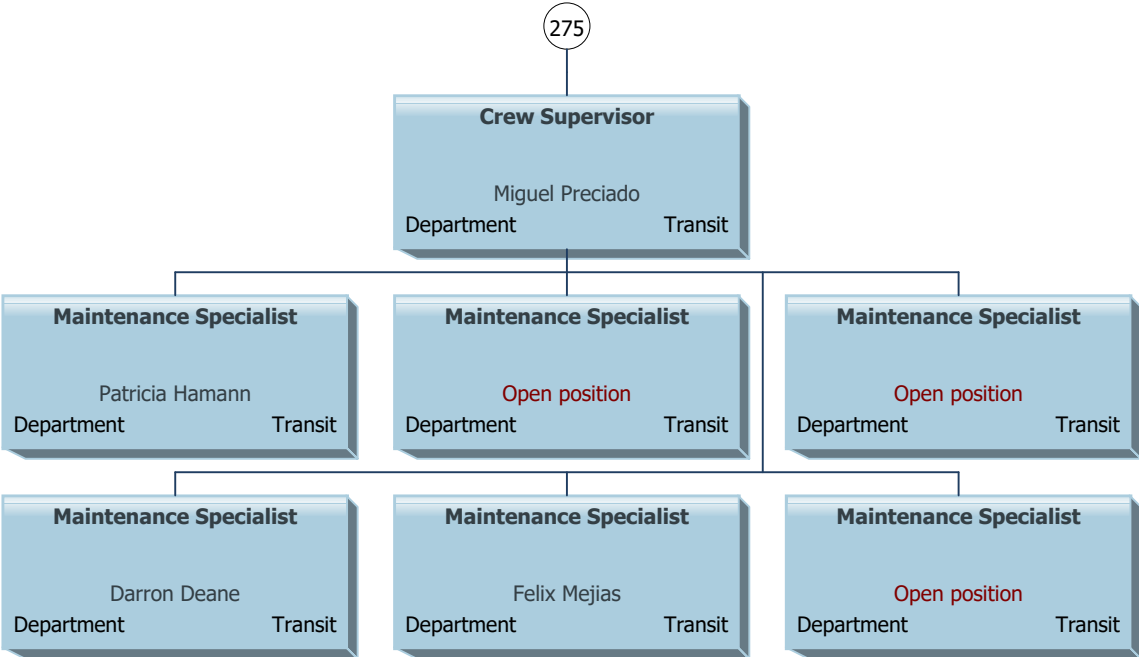 275
Crew Supervisor
Miguel Preciado
Department Transit
Maintenance Specialist
Patricia Hamann
Department Transit
Maintenance Specialist
Open position
Department Transit
Maintenance Specialist
Open position
Department Transit
Maintenance Specialist
Darron Deane
Department Transit
Maintenance Specialist
Felix Mejias
Department Transit
Maintenance Specialist
Open position
Department Transit